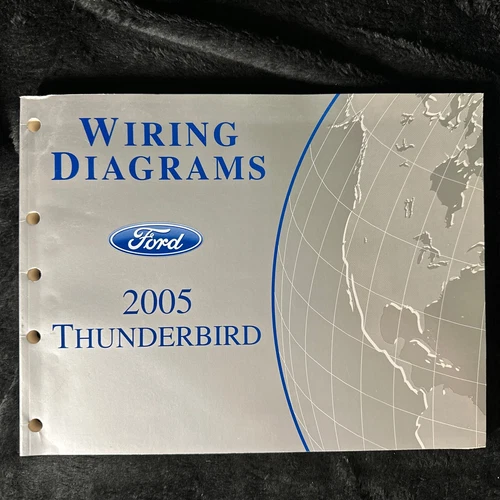 WIRING
DIAGRAMS
Ford
2005
THUNDERBIRD